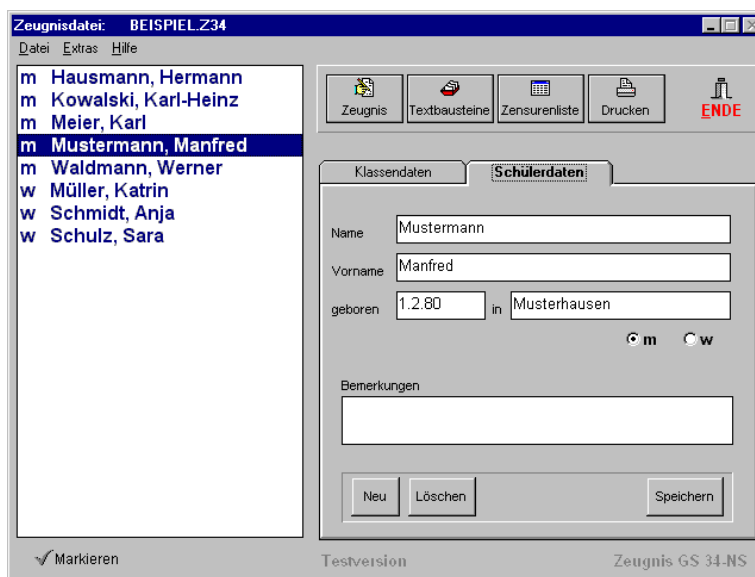 Zeugnisdatei: BEISPIEL.Z34
Datei Extras Hilfe
m Hausmann, Hermann
m Kowalski, Karl-Heinz
m Meier, Karl
m Mustermann, Manfred
m Waldmann, Werner
w Müller, Katrin
w Schmidt, Anja
w Schulz, Sara
Markieren
Zeugnis Textbausteine Zensurenliste Drucken ENDE
Klassendaten Schülerdaten
Name Mustermann
Vorname Manfred
geboren 1.2.80 in Musterhausen
m w
Bemerkungen
Neu Löschen Speichern
Testversion Zeugnis GS 34-NS